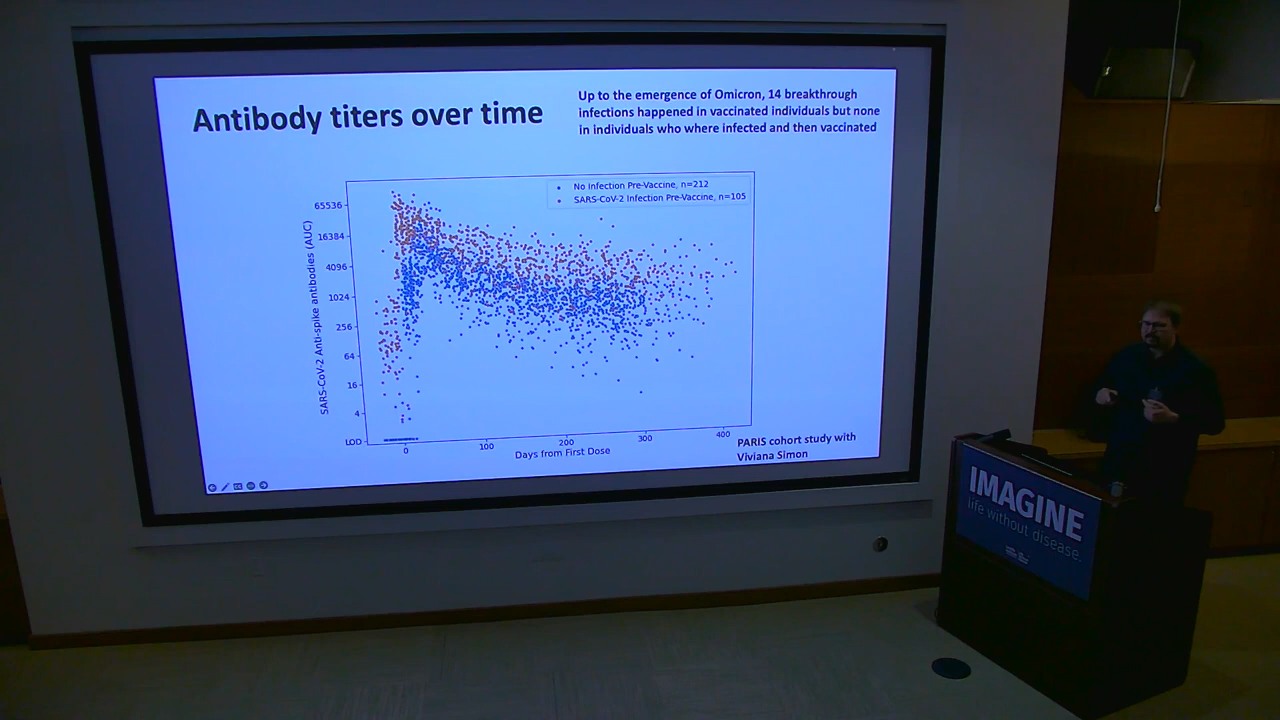 Antibody titers over time
Up to the emergence of Omicron, 14 breakthrough
infections happened in vaccinated individuals but none
in individuals who where infected and then vaccinated
No Infection Pre-Vaccine, n=212
SARS-CoV-2 Infection Pre-Vaccine, n=105
SARS-CoV-2 Anti-spike antibodies (AUC)
65536
16384
4096
1024
256
64
16
4
LOD
0
100
200
300
400
Days from First Dose
PARIS cohort study with
Viviana Simon
IMAGINE
life without disease.